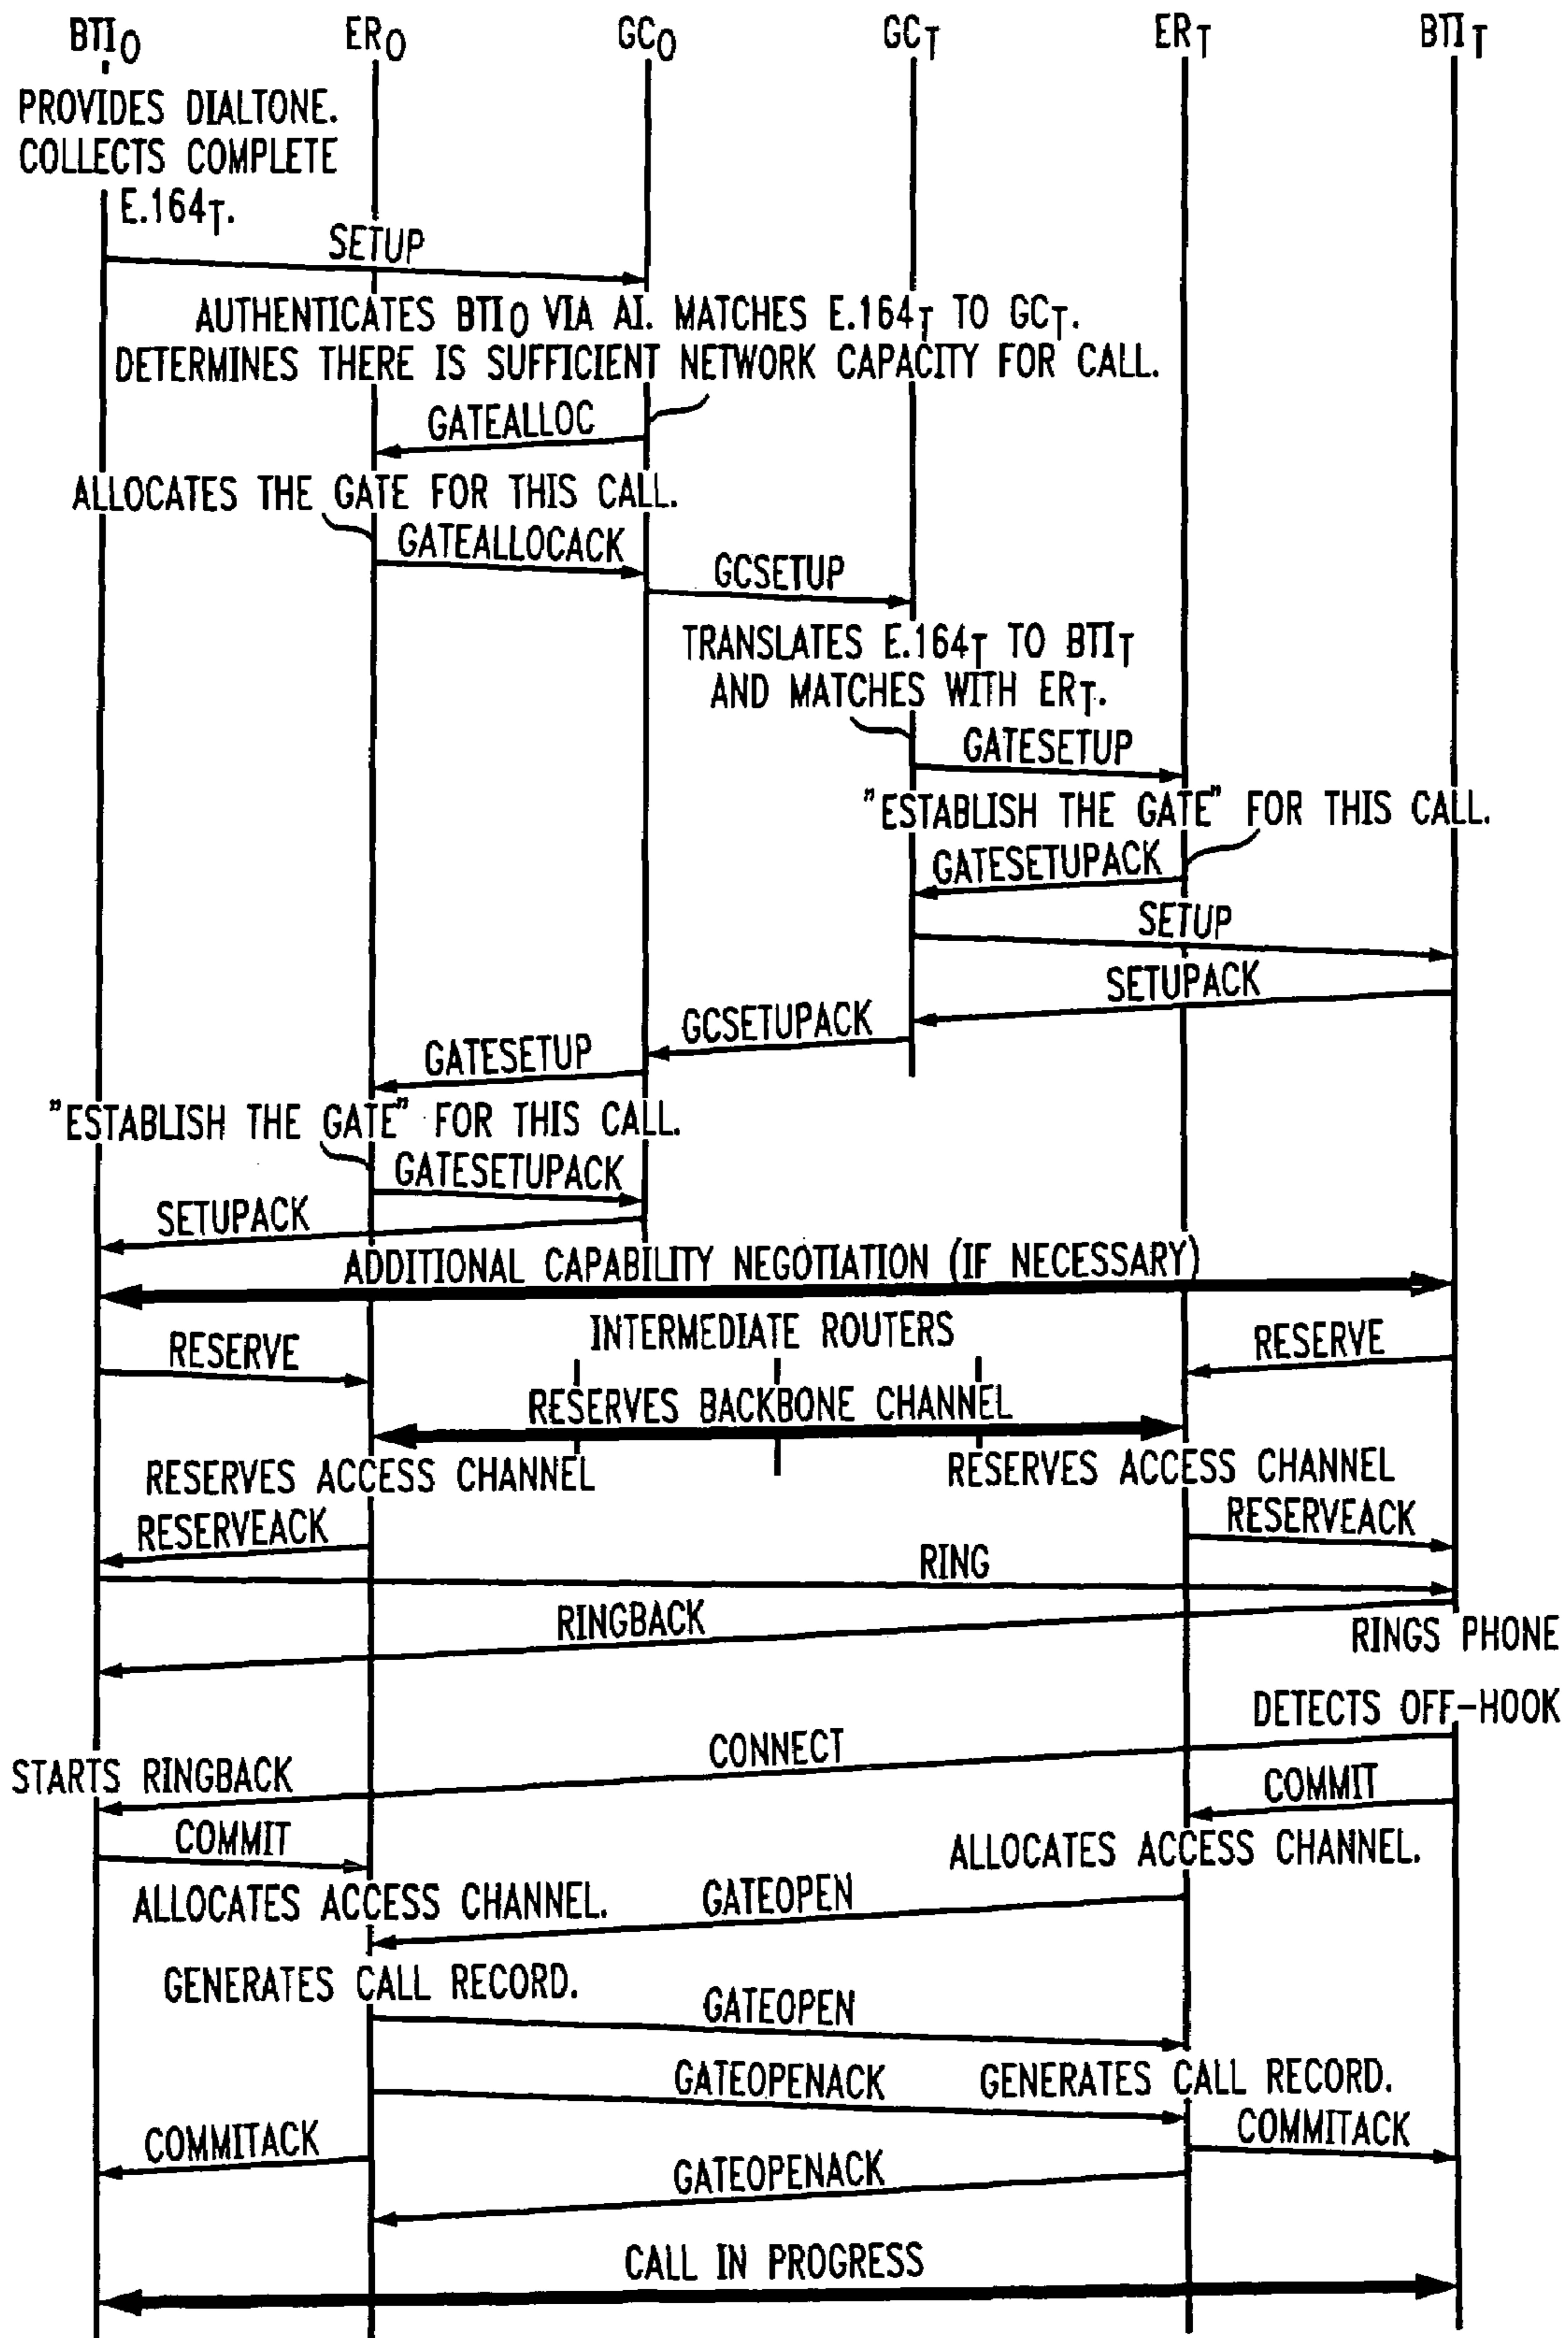 BTIO ERO GCO GCT ERT BTIT
PROVIDES DIALTONE.
COLLECTS COMPLETE
E.164T.
SETUP
AUTHENTICATES BTIO VIA AI. MATCHES E.164T TO GCT.
DETERMINES THERE IS SUFFICIENT NETWORK CAPACITY FOR CALL.
GATEALLOC
ALLOCATES THE GATE FOR THIS CALL.
GATEALLOCACK
GCSETUP
TRANSLATES E.164T TO BTIT
AND MATCHES WITH ERT.
GATESETUP
"ESTABLISH THE GATE" FOR THIS CALL.
GATESETUPACK
SETUP
SETUPACK
GCSETUPACK
GATESETUP
"ESTABLISH THE GATE" FOR THIS CALL.
GATESETUPACK
SETUPACK
ADDITIONAL CAPABILITY NEGOTIATION (IF NECESSARY)
INTERMEDIATE ROUTERS
RESERVE
RESERVE
RESERVES BACKBONE CHANNEL
RESERVES ACCESS CHANNEL
RESERVES ACCESS CHANNEL
RESERVEACK
RESERVEACK
RING
RINGBACK
RINGS PHONE
DETECTS OFF-HOOK
CONNECT
STARTS RINGBACK
COMMIT
COMMIT
ALLOCATES ACCESS CHANNEL.
ALLOCATES ACCESS CHANNEL.
GATEOPEN
GENERATES CALL RECORD.
GATEOPEN
GATEOPENACK
GENERATES CALL RECORD.
COMMITACK
COMMITACK
GATEOPENACK
CALL IN PROGRESS